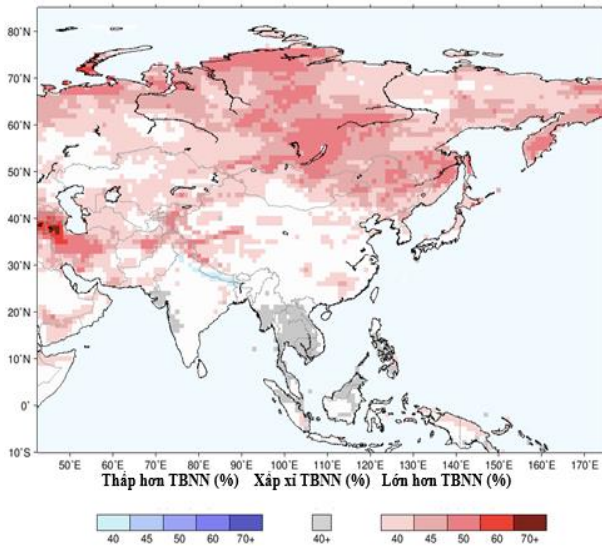 80°N
70°N
60°N
50°N
40°N
30°N
20°N
10°N
0°
10°S
50°E 60°E 70°E 80°E 90°E 100°E 110°E 120°E 130°E 140°E 150°E 160°E 170°E
Thấp hơn TBNN (%) Xấp xỉ TBNN (%) Lớn hơn TBNN (%)
40 45 50 60 70+ 40+ 40 45 50 60 70+